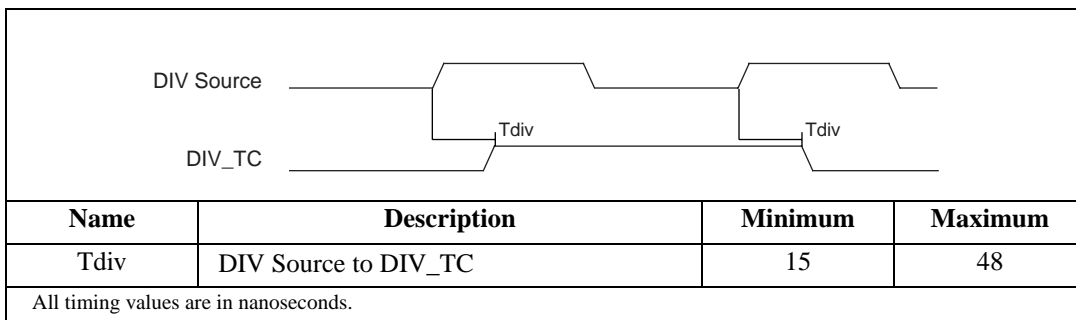 DIV Source
Tdiv Tdiv
DIV_TC
Name Description Minimum Maximum
Tdiv DIV Source to DIV_TC 15 48
All timing values are in nanoseconds.